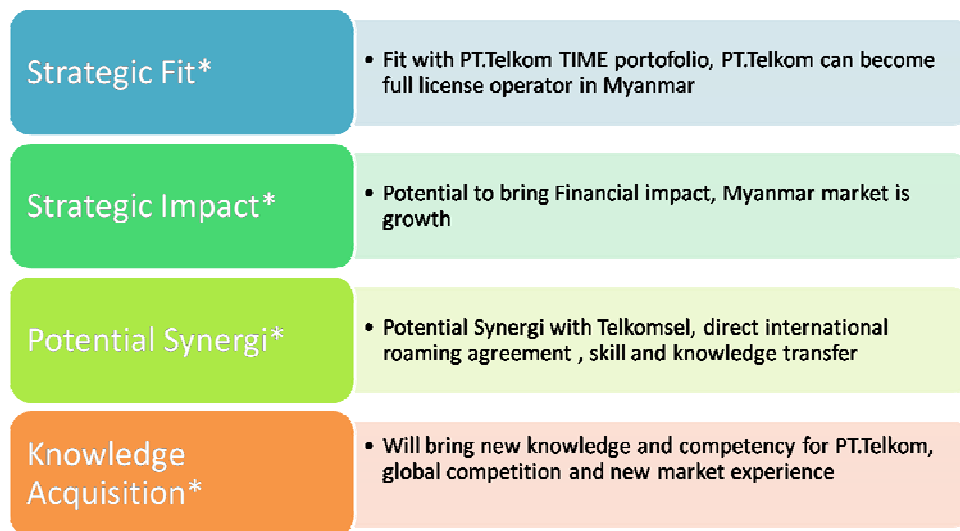 Strategic Fit*
• Fit with PT.Telkom TIME portofolio, PT.Telkom can become
full license operator in Myanmar
Strategic Impact*
• Potential to bring Financial impact, Myanmar market is
growth
Potential Synergi*
• Potential Synergi with Telkomsel, direct international
roaming agreement , skill and knowledge transfer
Knowledge
Acquisition*
• Will bring new knowledge and competency for PT.Telkom,
global competition and new market experience